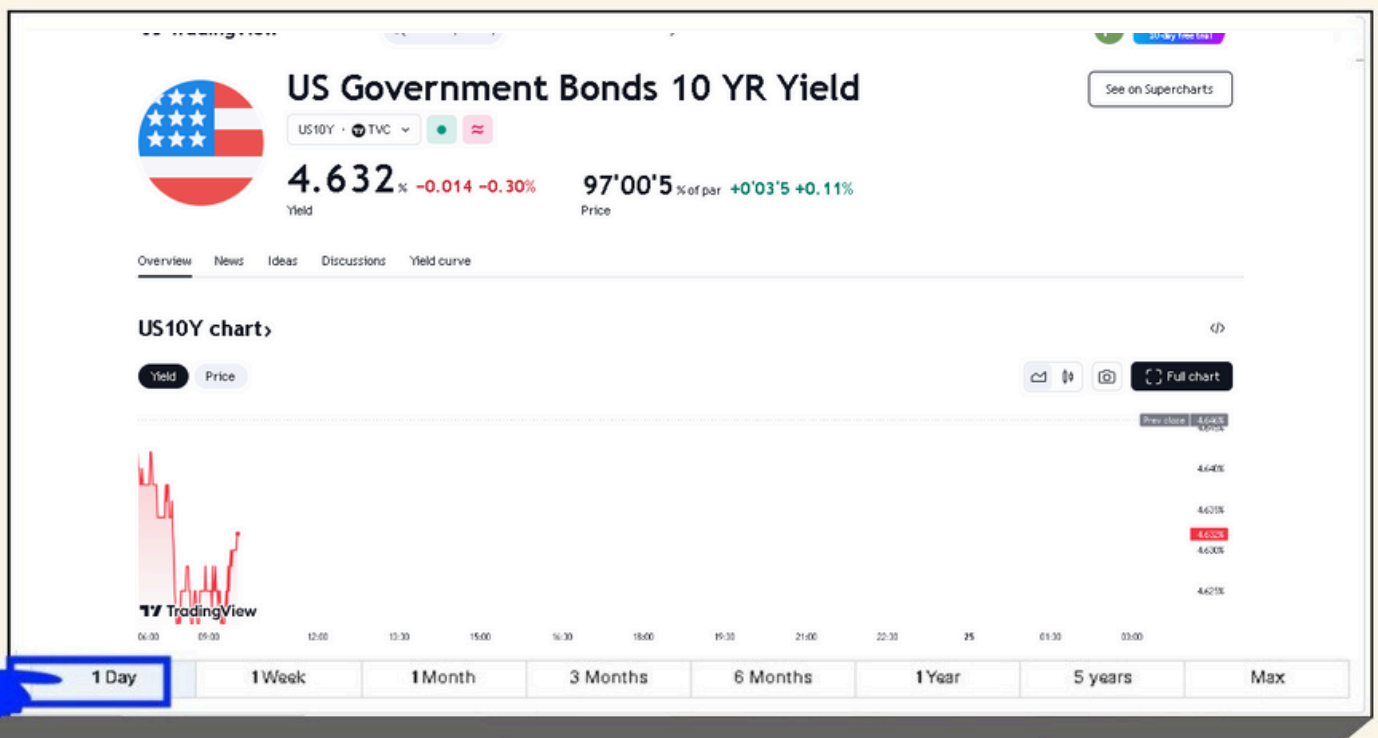 US Government Bonds 10 YR Yield
See on Supercharts
US10Y · TVC
4.632% −0.014 −0.30%
97'00'5 % of par +0'03'5 +0.11%
Yield
Price
Overview News Ideas Discussions Yield curve
US10Y chart›
</>
Yield Price
Full chart
Prev close 4.646%
4.640%
4.635%
4.632%
4.630%
4.625%
TradingView
06:00 09:00 12:00 13:30 15:00 16:30 18:00 19:30 21:00 22:30 25 01:30 03:00
1 Day 1 Week 1 Month 3 Months 6 Months 1 Year 5 years Max